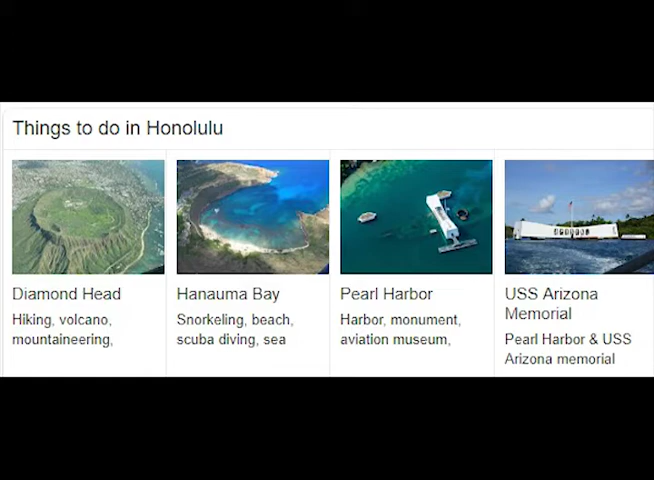 Things to do in Honolulu
Diamond Head
Hiking, volcano,
mountaineering,
Hanauma Bay
Snorkeling, beach,
scuba diving, sea
Pearl Harbor
Harbor, monument,
aviation museum,
USS Arizona
Memorial
Pearl Harbor & USS
Arizona memorial